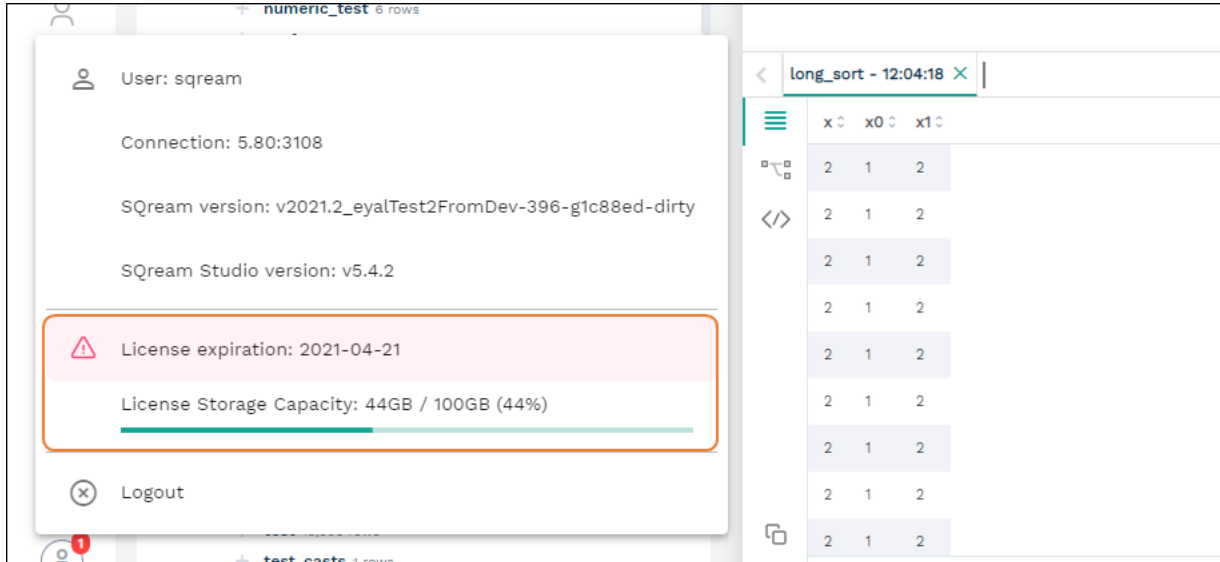 numeric_test 6 rows
User: sqream
Connection: 5.80:3108
SQream version: v2021.2_eyalTest2FromDev-396-g1c88ed-dirty
SQream Studio version: v5.4.2
License expiration: 2021-04-21
License Storage Capacity: 44GB / 100GB (44%)
Logout
1
test_casts 1 rows
long_sort - 12:04:18
x x0 x1
2 1 2
2 1 2
2 1 2
2 1 2
2 1 2
2 1 2
2 1 2
2 1 2
2 1 2